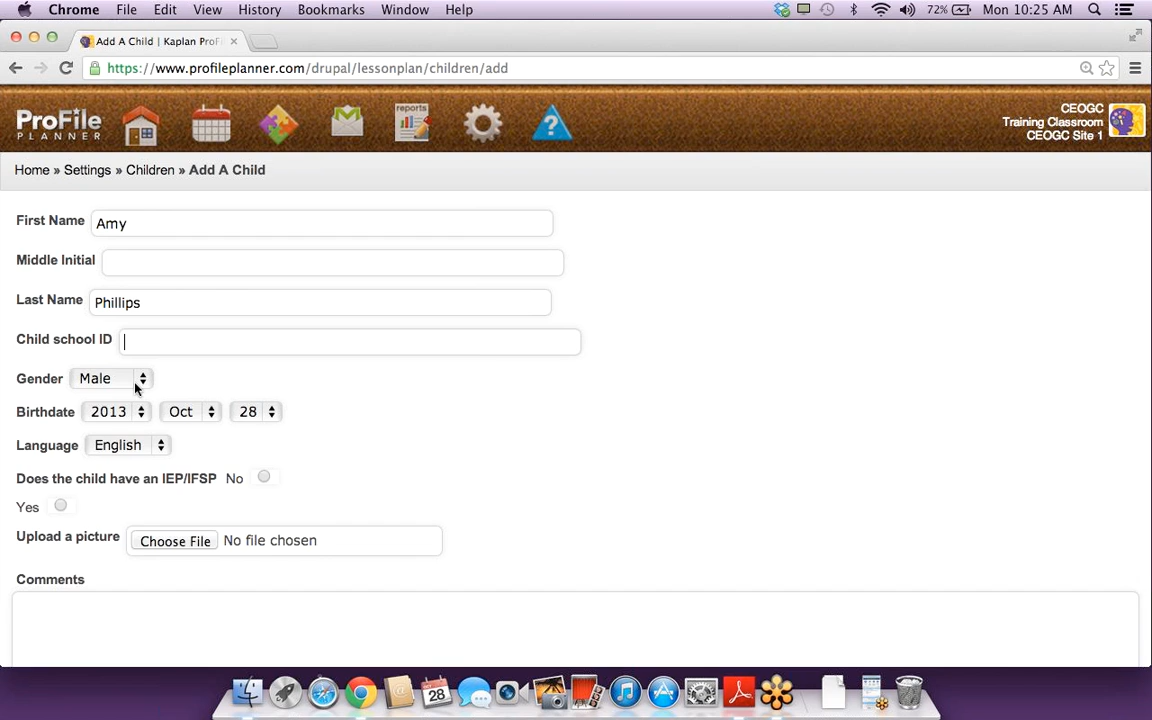 Chrome File Edit View History Bookmarks Window Help 72% Mon 10:25 AM
Add A Child | Kaplan ProFi
https://www.profileplanner.com/drupal/lessonplan/children/add
ProFile
PLANNER
reports
CEOGC
Training Classroom
CEOGC Site 1
Home » Settings » Children » Add A Child
First Name Amy
Middle Initial
Last Name Phillips
Child school ID
Gender Male
Birthdate 2013 Oct 28
Language English
Does the child have an IEP/IFSP No
Yes
Upload a picture Choose File No file chosen
Comments
28